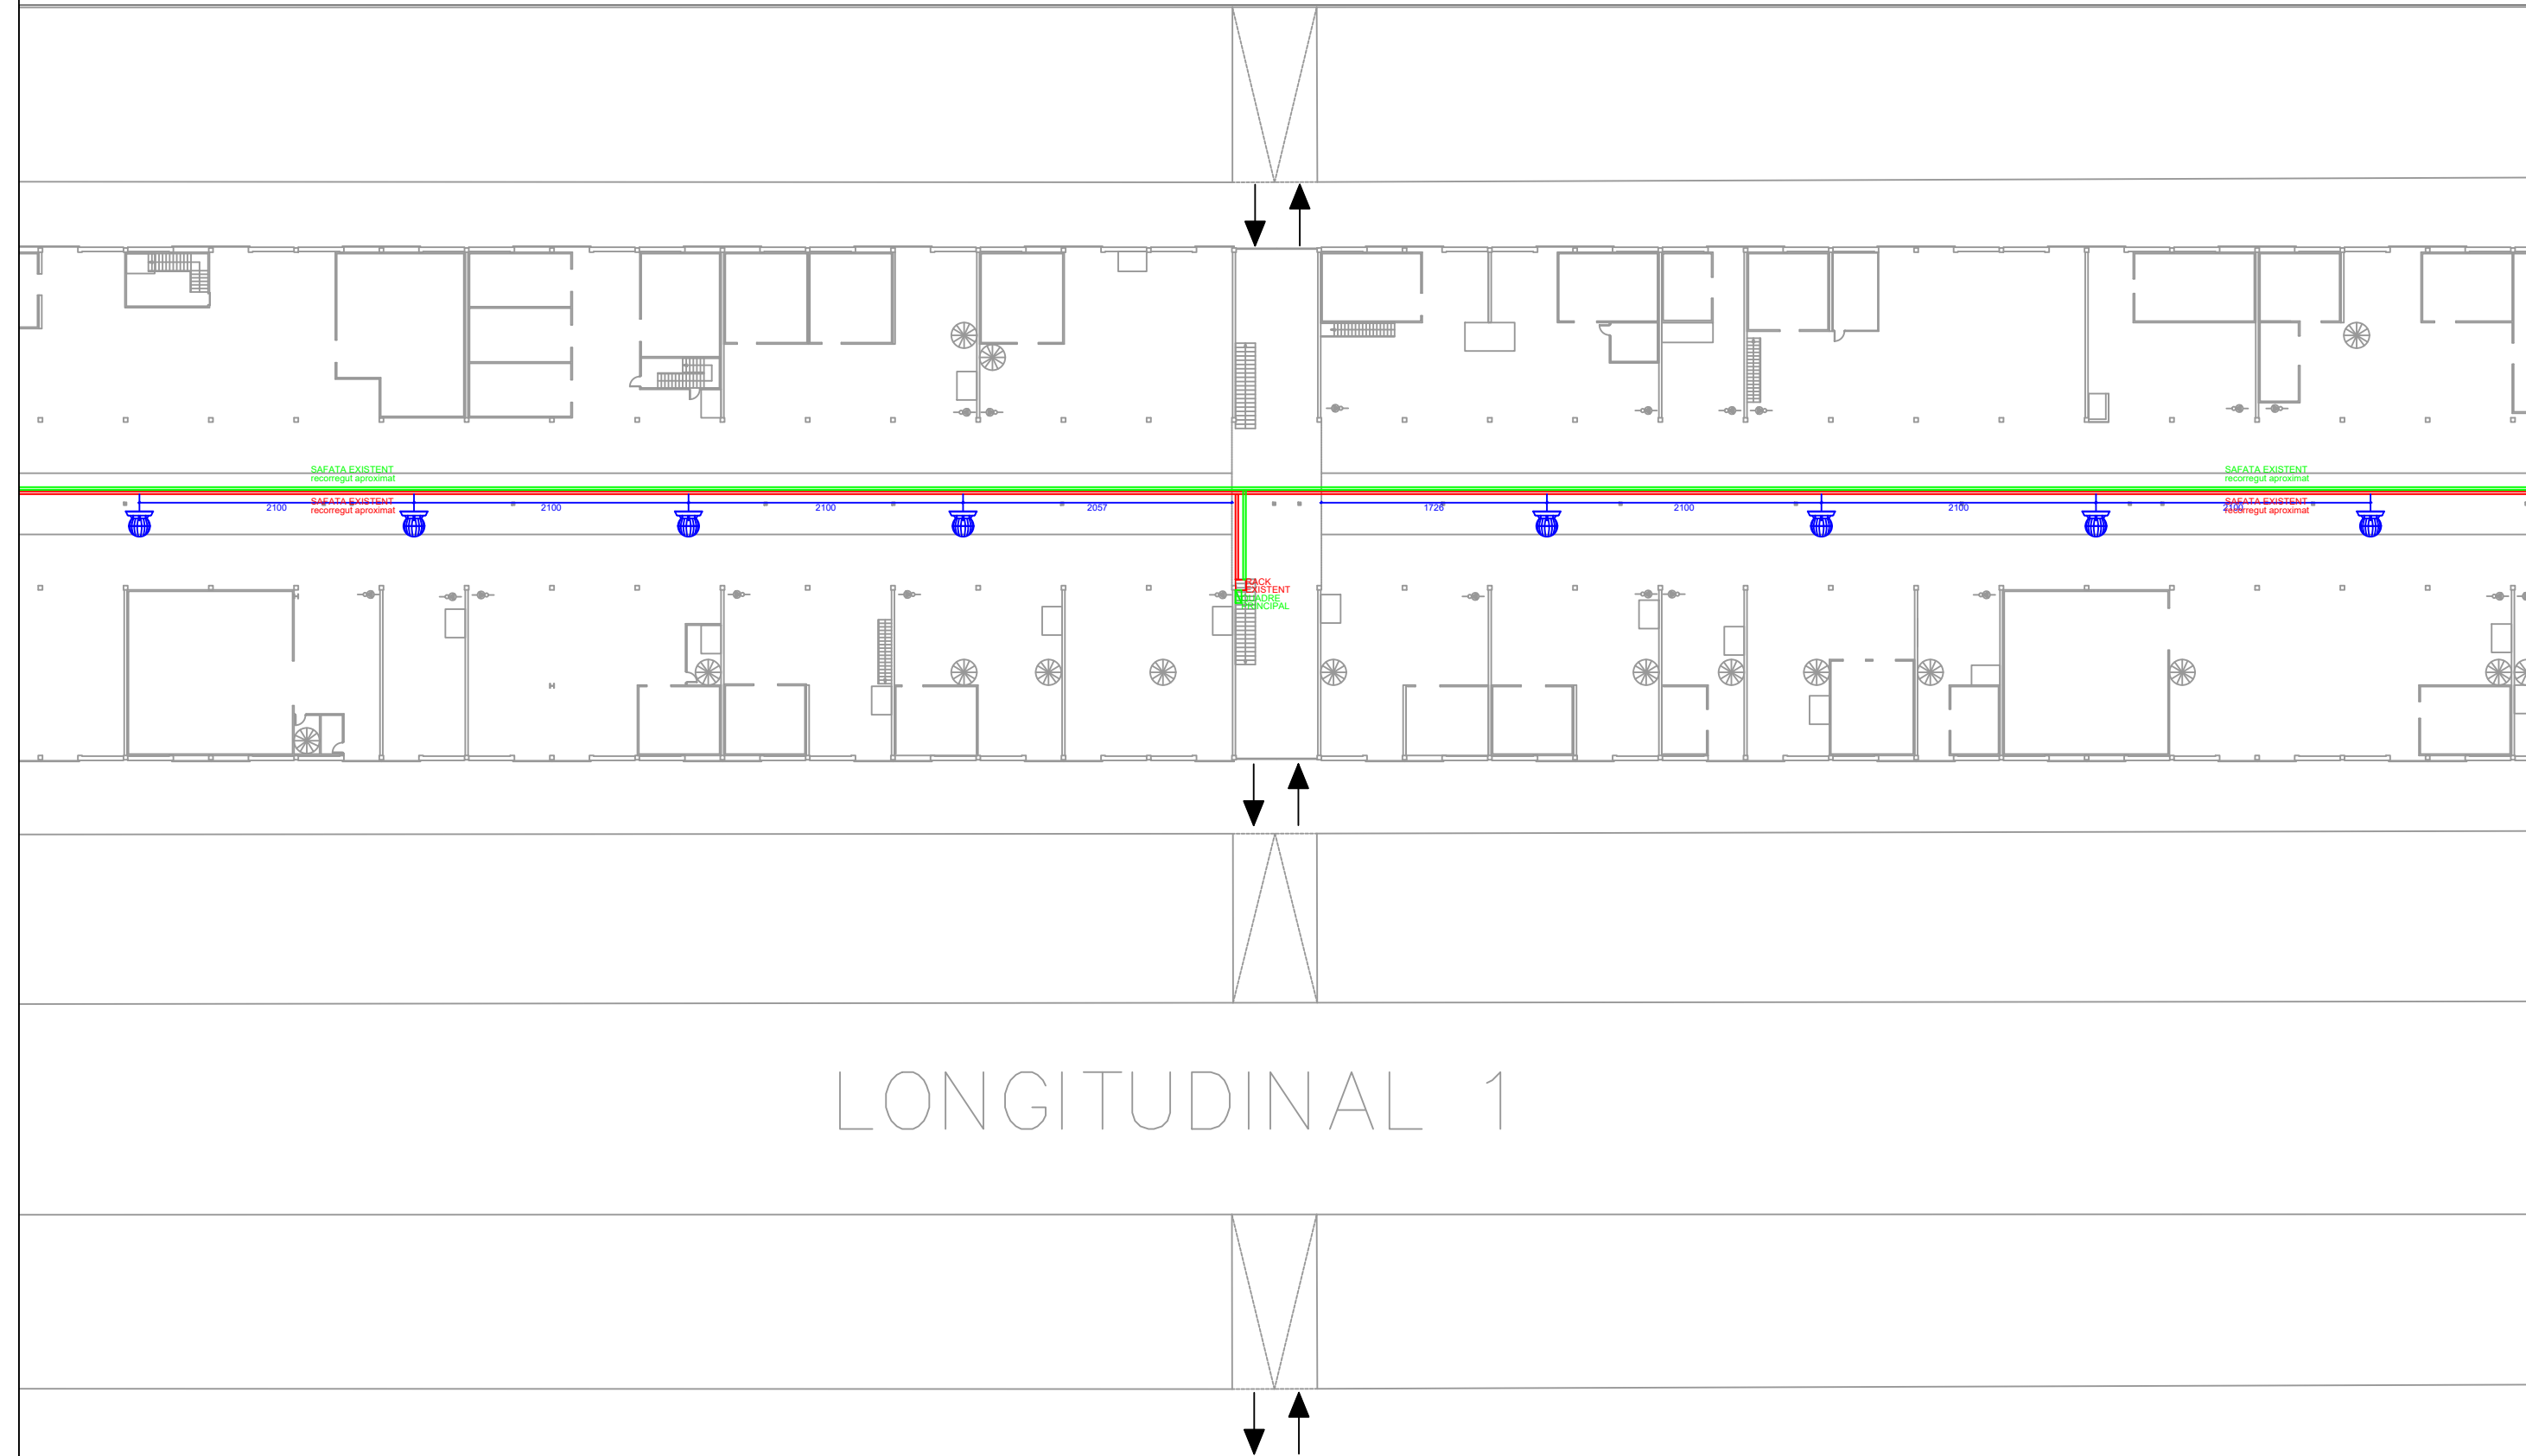 SAFATA EXISTENT
recorregut aproximat
SAFATA EXISTENT
recorregut aproximat
SAFATA EXISTENT
recorregut aproximat
SAFATA EXISTENT
recorregut aproximat
2100
2100
2100
2057
1726
2100
2100
2100
RACK
EXISTENT
QUADRE
PRINCIPAL
LONGITUDINAL 1